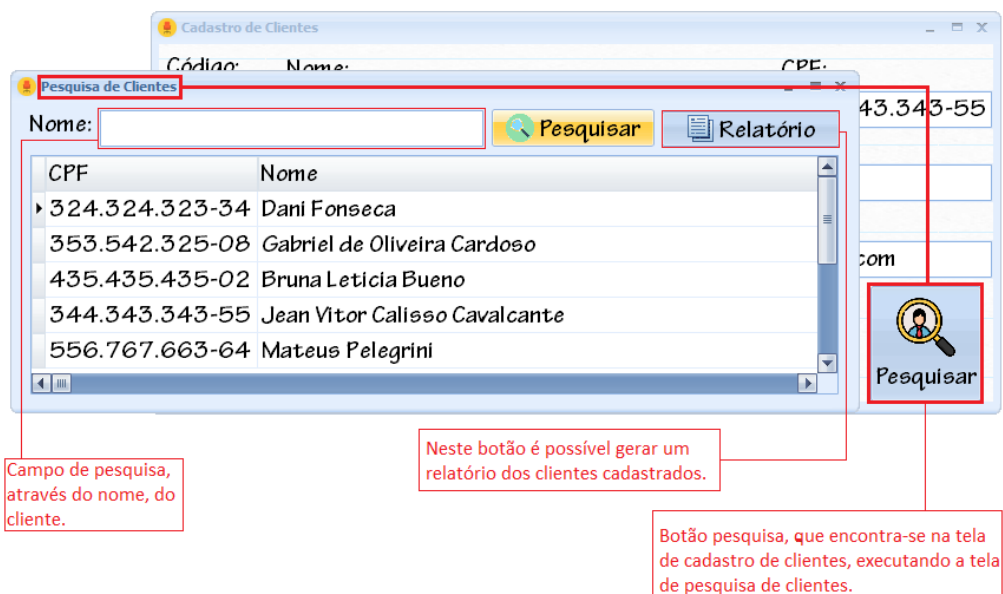 Cadastro de Clientes
Código: Nome: CPF:
Pesquisa de Clientes
43.343-55
Nome: Pesquisar Relatório
CPF Nome
324.324.323-34 Dani Fonseca
353.542.325-08 Gabriel de Oliveira Cardoso
com
435.435.435-02 Bruna Leticia Bueno
344.343.343-55 Jean Vitor Calisso Cavalcante
556.767.663-64 Mateus Pelegrini
Pesquisar
Neste botão é possível gerar um
relatório dos clientes cadastrados.
Campo de pesquisa,
através do nome, do
cliente.
Botão pesquisa, que encontra-se na tela
de cadastro de clientes, executando a tela
de pesquisa de clientes.